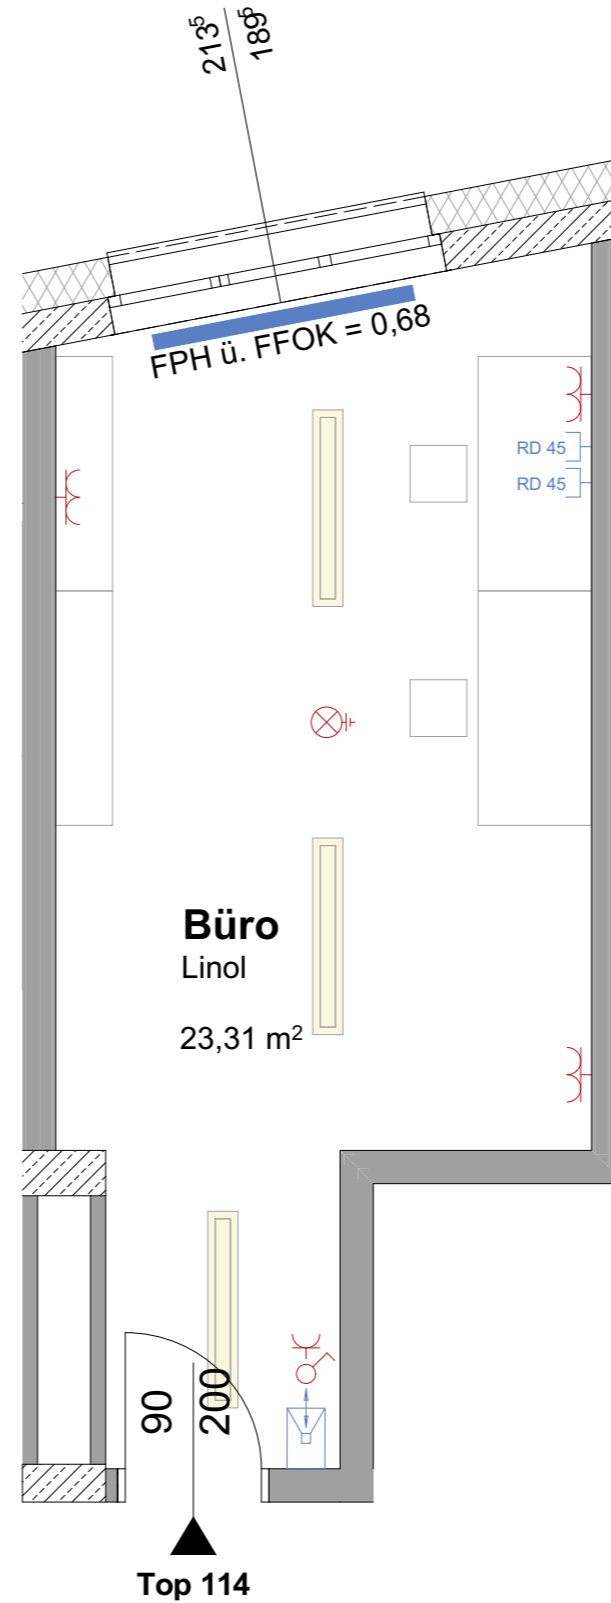 213⁵
189⁵
FPH ü. FFOK = 0,68
RD 45
RD 45
Büro
Linol
23,31 m²
90
200
Top 114